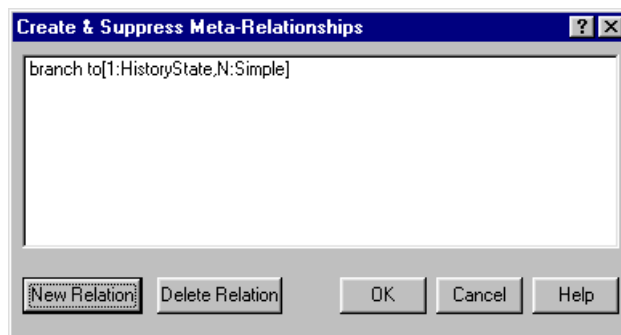 Create & Suppress Meta-Relationships
branch to[1:HistoryState,N:Simple]
New Relation
Delete Relation
OK
Cancel
Help